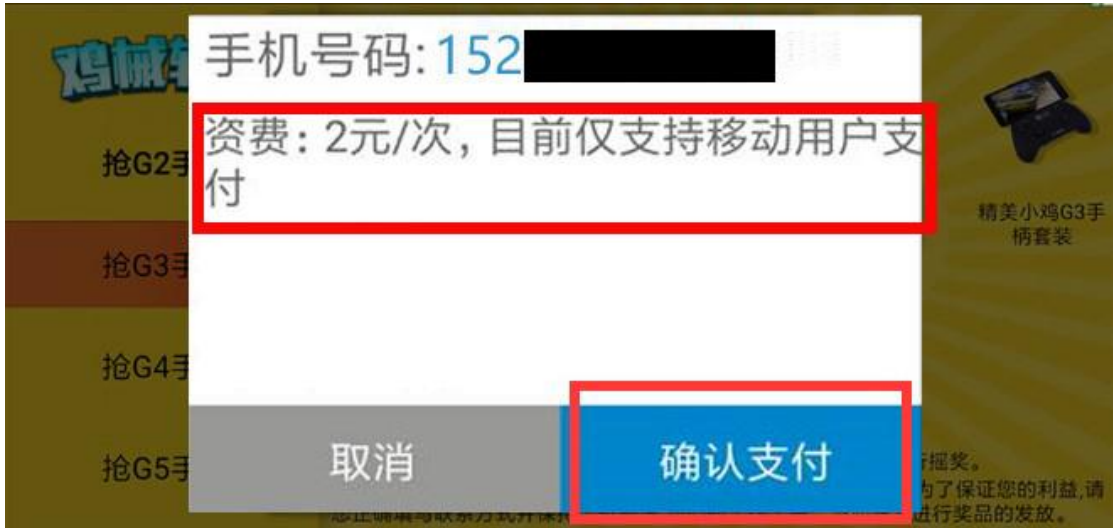 鸡械
手机号码:152
资费：2元/次，目前仅支持移动用户支
付
抢G2手
精美小鸡G3手
柄套装
抢G3手
抢G4手
取消
确认支付
抢G5手
行摇奖。
为了保证您的利益,请
进行奖品的发放。